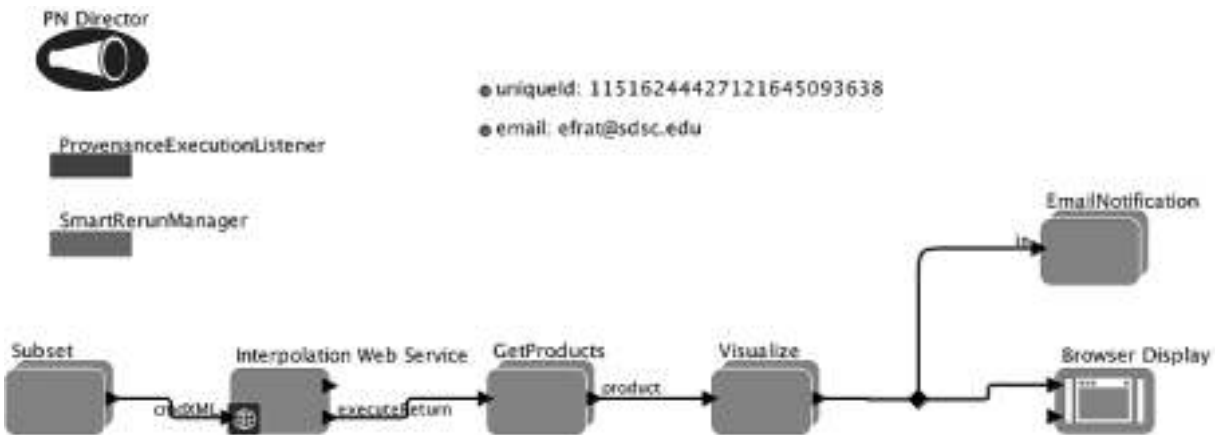 PN Director
uniqueId: 11516244427121645093638
email: efrat@sdsc.edu
ProvenanceExecutionListener
SmartRerunManager
EmailNotification
in
Subset
Interpolation Web Service
GetProducts
Visualize
Browser Display
cmdXML
executeReturn
product